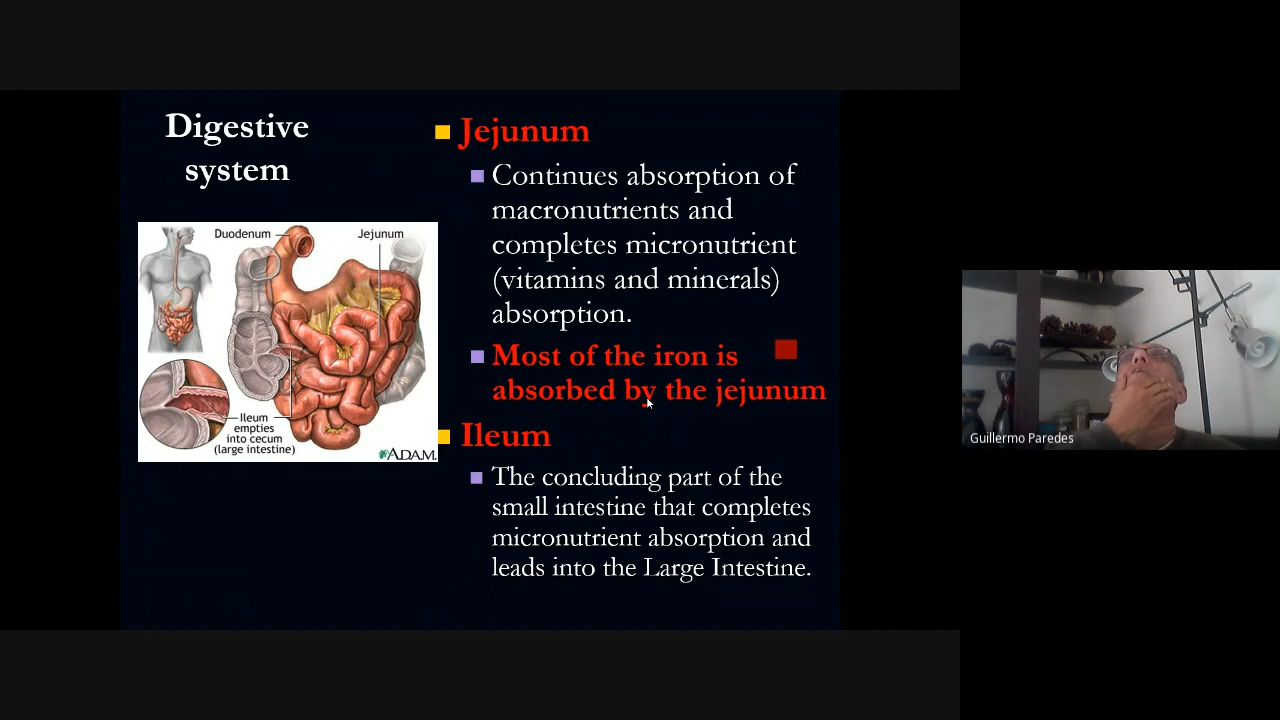 Digestive
system
Duodenum
Jejunum
Ileum
empties
into cecum
(large intestine)
ADAM.
Jejunum
Continues absorption of
macronutrients and
completes micronutrient
(vitamins and minerals)
absorption.
Most of the iron is
absorbed by the jejunum
Ileum
The concluding part of the
small intestine that completes
micronutrient absorption and
leads into the Large Intestine.
Guillermo Paredes